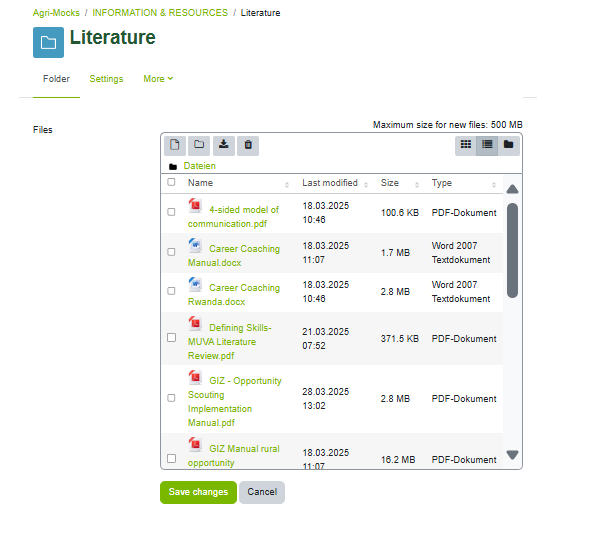 Agri-Mocks / INFORMATION & RESOURCES / Literature
Literature
Folder Settings More
Files
Maximum size for new files: 500 MB
Dateien
Name Last modified Size Type
4-sided model of
communication.pdf
18.03.2025
10:46
100.6 KB
PDF-Dokument
Career Coaching
Manual.docx
18.03.2025
11:07
1.7 MB
Word 2007
Textdokument
Career Coaching
Rwanda.docx
18.03.2025
10:46
2.8 MB
Word 2007
Textdokument
Defining Skills-
MUVA Literature
Review.pdf
21.03.2025
07:52
371.5 KB
PDF-Dokument
GIZ - Opportunity
Scouting
Implementation
Manual.pdf
28.03.2025
13:02
2.8 MB
PDF-Dokument
GIZ Manual rural
opportunity
18.03.2025
11:07
16.2 MB
PDF-Dokument
Save changes Cancel